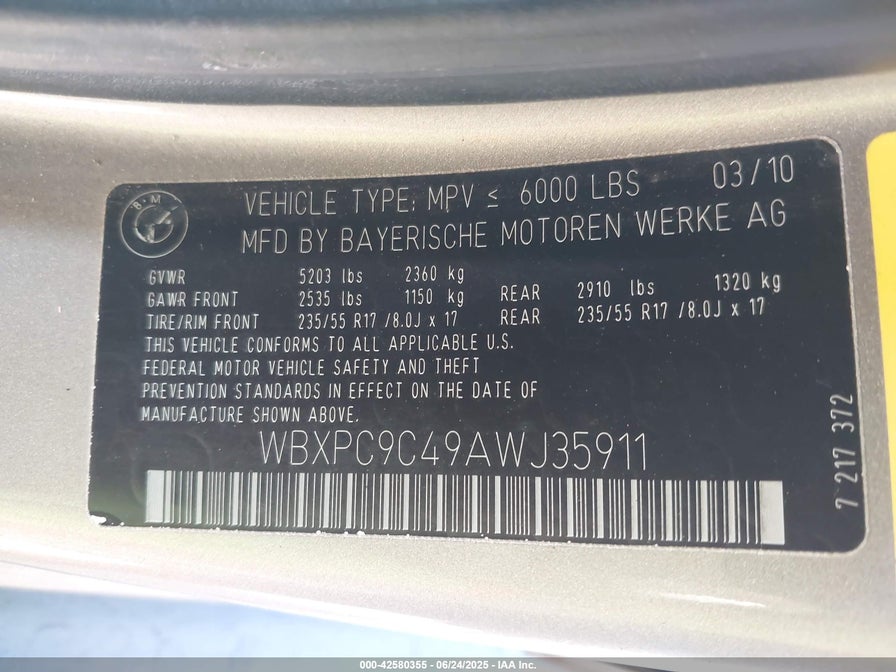 VEHICLE TYPE: MPV ≤ 6000 LBS 03/10
B M
MFD BY BAYERISCHE MOTOREN WERKE AG
GVWR 5203 lbs 2360 kg
GAWR FRONT 2535 lbs 1150 kg REAR 2910 lbs 1320 kg
TIRE/RIM FRONT 235/55 R17 /8.0J x 17 REAR 235/55 R17 /8.0J x 17
THIS VEHICLE CONFORMS TO ALL APPLICABLE U.S.
FEDERAL MOTOR VEHICLE SAFETY AND THEFT
PREVENTION STANDARDS IN EFFECT ON THE DATE OF
MANUFACTURE SHOWN ABOVE.
WBXPC9C49AWJ35911
7 217 372
000-42580355 - 06/24/2025 - IAA Inc.